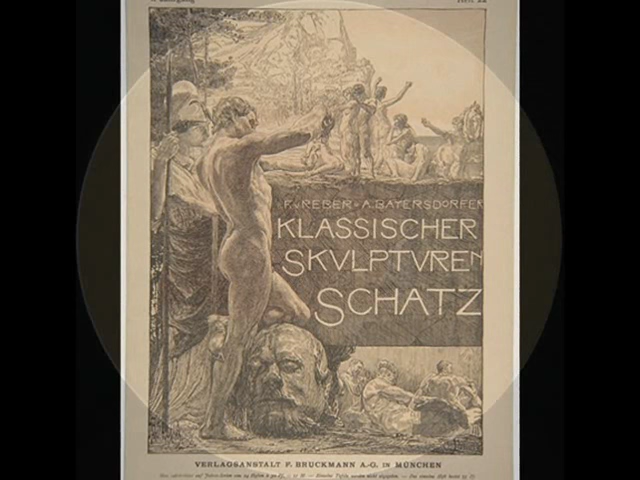 F. v. REBER · A. BAYERSDORFER
KLASSISCHER
SKVLPTVREN
SCHATZ
VERLAGSANSTALT F. BRUCKMANN A.-G. IN MÜNCHEN